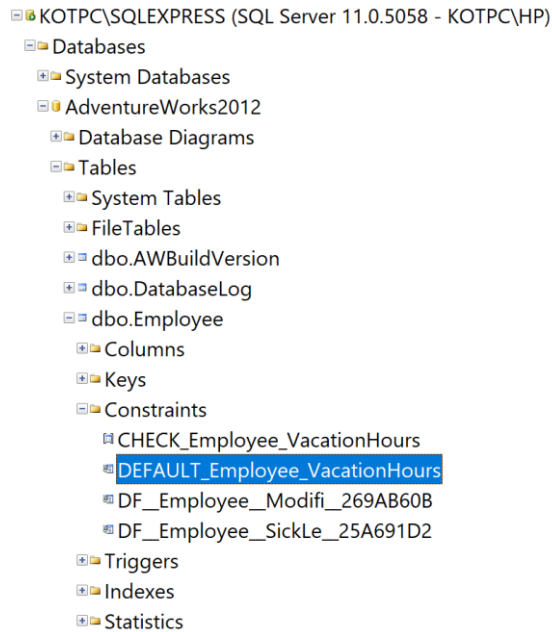 KOTPC\SQLEXPRESS (SQL Server 11.0.5058 - KOTPC\HP)
Databases
System Databases
AdventureWorks2012
Database Diagrams
Tables
System Tables
FileTables
dbo.AWBuildVersion
dbo.DatabaseLog
dbo.Employee
Columns
Keys
Constraints
CHECK_Employee_VacationHours
DEFAULT_Employee_VacationHours
DF__Employee__Modifi__269AB60B
DF__Employee__SickLe__25A691D2
Triggers
Indexes
Statistics